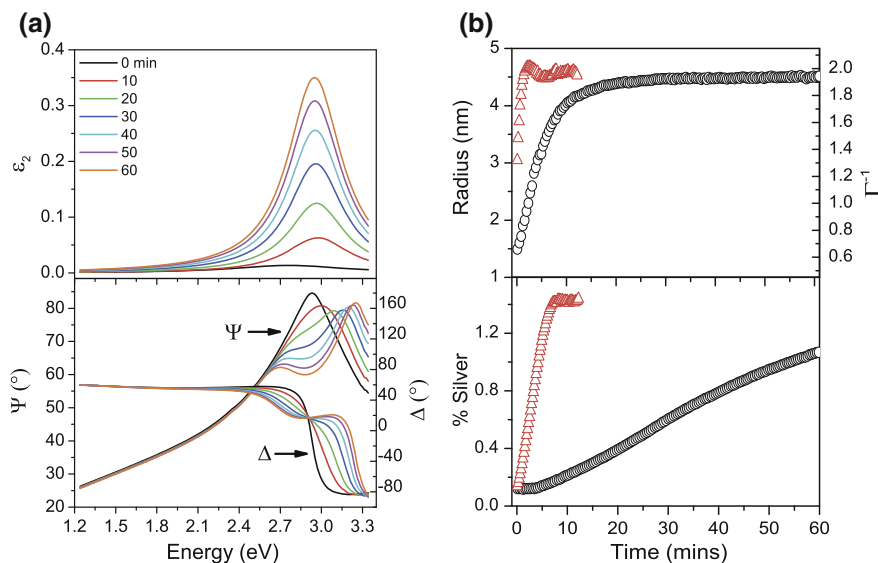 (a)
0.4
0.3
0.2
0.1
0.0
ε₂
0 min
10
20
30
40
50
60
80
70
60
50
40
30
20
Ψ (°)
Ψ
Δ
160
120
80
40
0
-40
-80
Δ (°)
1.2 1.5 1.8 2.1 2.4 2.7 3.0 3.3
Energy (eV)
(b)
5
4
3
2
1
Radius (nm)
2.0
1.8
1.6
1.4
1.2
1.0
0.8
0.6
Γ⁻¹
1.2
0.6
0.0
% Silver
0 10 20 30 40 50 60
Time (mins)